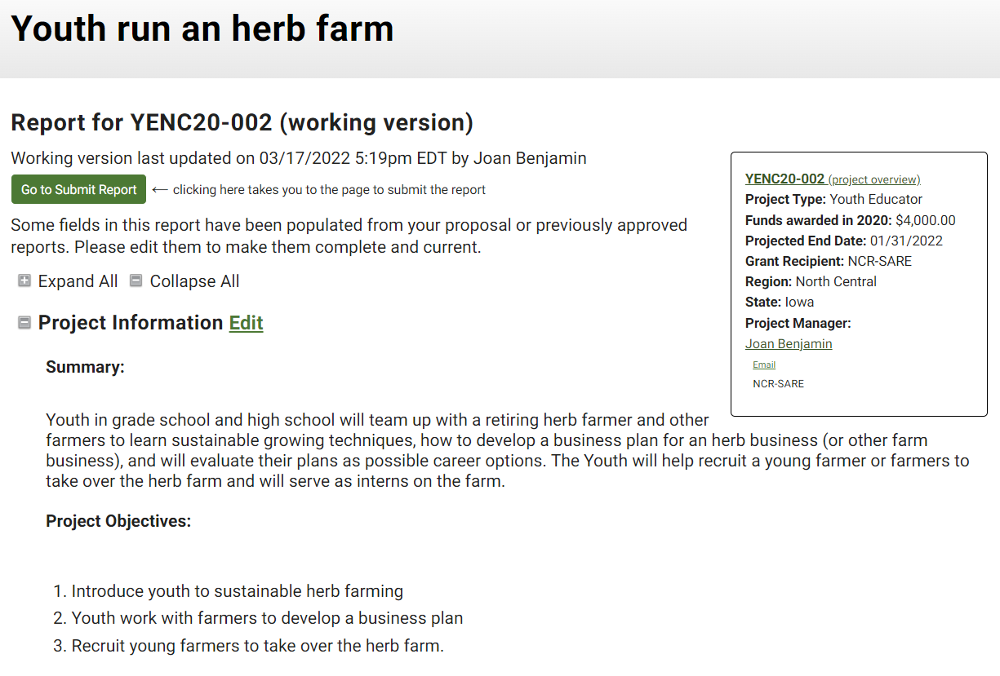 Youth run an herb farm
Report for YENC20-002 (working version)
Working version last updated on 03/17/2022 5:19pm EDT by Joan Benjamin
Go to Submit Report ← clicking here takes you to the page to submit the report
Some fields in this report have been populated from your proposal or previously approved
reports. Please edit them to make them complete and current.
Expand All Collapse All
YENC20-002 (project overview)
Project Type: Youth Educator
Funds awarded in 2020: $4,000.00
Projected End Date: 01/31/2022
Grant Recipient: NCR-SARE
Region: North Central
State: Iowa
Project Manager:
Joan Benjamin
Email
NCR-SARE
Project Information Edit
Summary:
Youth in grade school and high school will team up with a retiring herb farmer and other
farmers to learn sustainable growing techniques, how to develop a business plan for an herb business (or other farm
business), and will evaluate their plans as possible career options. The Youth will help recruit a young farmer or farmers to
take over the herb farm and will serve as interns on the farm.
Project Objectives:
1. Introduce youth to sustainable herb farming
2. Youth work with farmers to develop a business plan
3. Recruit young farmers to take over the herb farm.